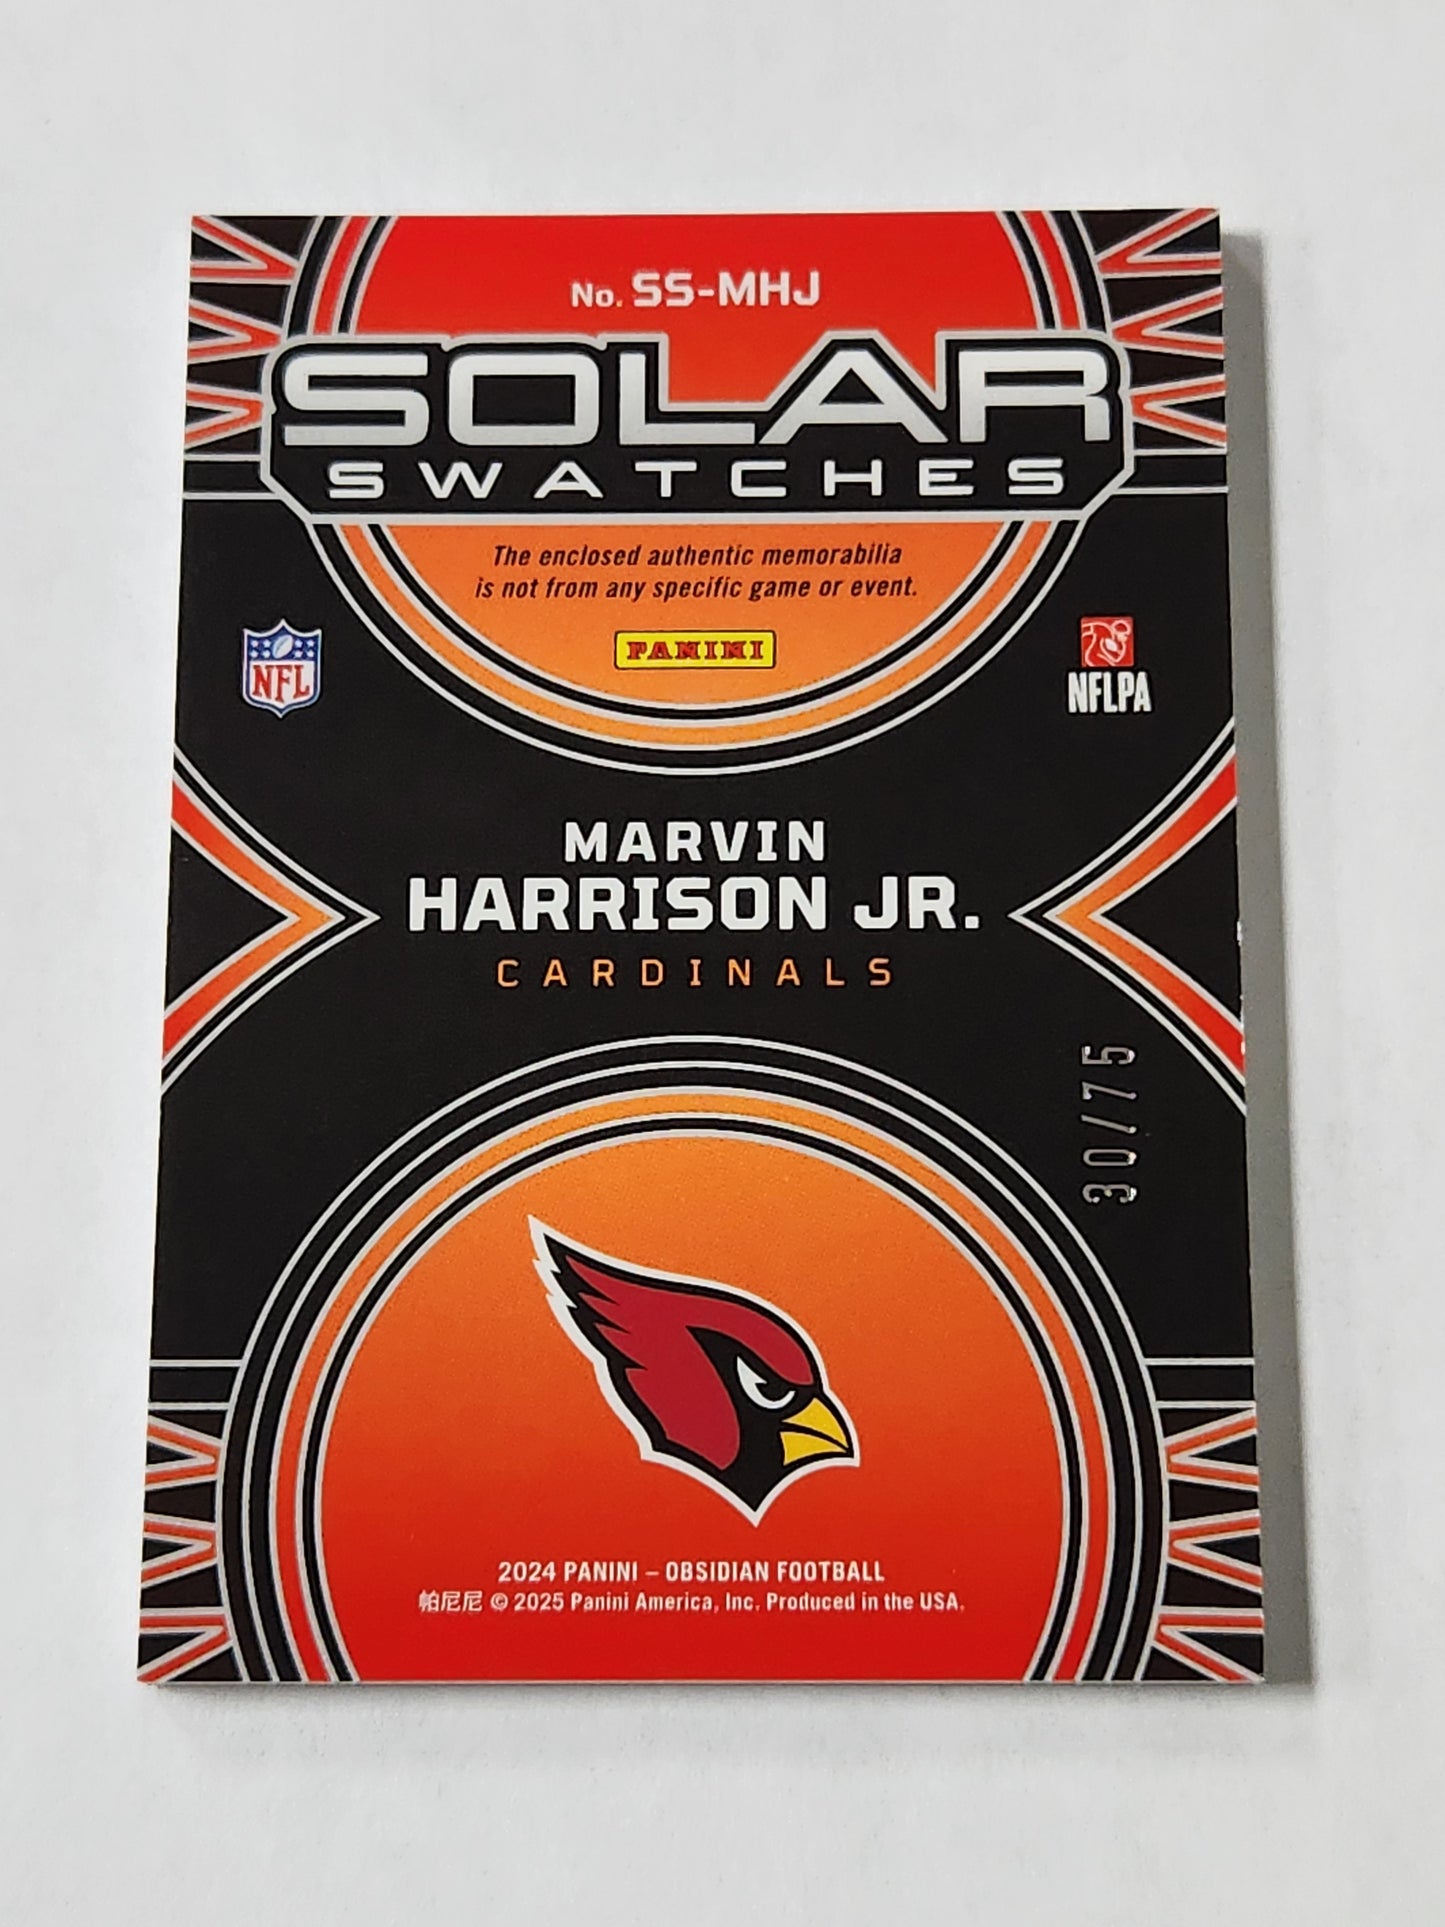 No. SS-MHJ
SOLAR
SWATCHES
The enclosed authentic memorabilia
is not from any specific game or event.
PANINI
NFL
NFLPA
MARVIN
HARRISON JR.
CARDINALS
30/75
2024 PANINI – OBSIDIAN FOOTBALL
帕尼尼 © 2025 Panini America, Inc. Produced in the USA.